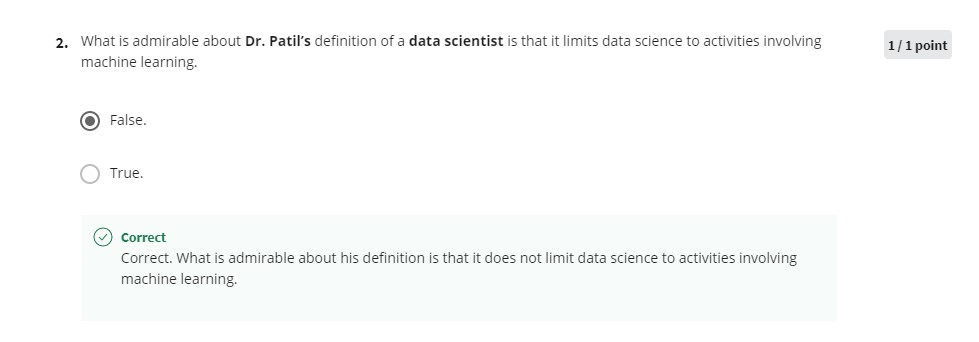 2. What is admirable about Dr. Patil's definition of a data scientist is that it limits data science to activities involving
machine learning.
1 / 1 point
False.
True.
Correct
Correct. What is admirable about his definition is that it does not limit data science to activities involving
machine learning.